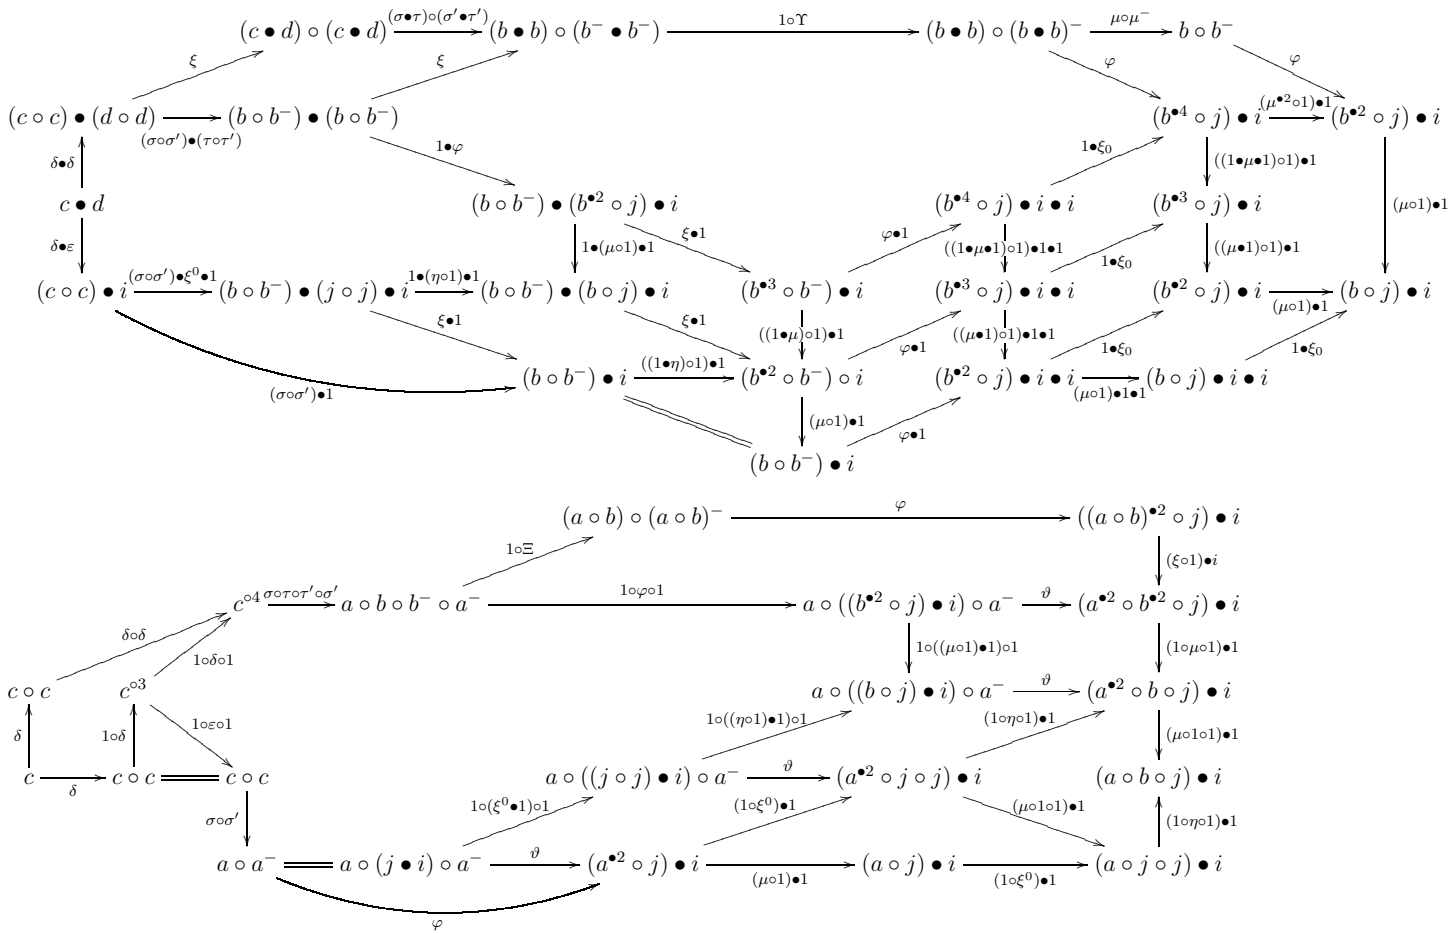 (σ•τ)∘(σ′•τ′) 1∘Υ μ∘μ⁻
(c • d) ∘ (c • d) (b • b) ∘ (b⁻ • b⁻) (b • b) ∘ (b • b)⁻ b ∘ b⁻
ξ ξ φ φ
(c ∘ c) • (d ∘ d) (b ∘ b⁻) • (b ∘ b⁻) (b^{•4} ∘ j) • i (μ^{•2}∘1)•1 (b^{•2} ∘ j) • i
(σ∘σ′)•(τ∘τ′)
δ•δ 1•φ 1•ξ₀ ((1•μ•1)∘1)•1
c • d (b ∘ b⁻) • (b^{•2} ∘ j) • i (b^{•4} ∘ j) • i • i (b^{•3} ∘ j) • i (μ∘1)•1
δ•ε 1•(μ∘1)•1 ξ•1 φ•1 ((1•μ•1)∘1)•1•1 1•ξ₀ ((μ•1)∘1)•1
(σ∘σ′)•ξ⁰•1 1•(η∘1)•1
(c ∘ c) • i (b ∘ b⁻) • (j ∘ j) • i (b ∘ b⁻) • (b ∘ j) • i (b^{•3} ∘ b⁻) • i (b^{•3} ∘ j) • i • i (b^{•2} ∘ j) • i (b ∘ j) • i
(μ∘1)•1
ξ•1 ξ•1 ((1•μ)∘1)•1 φ•1 ((μ•1)∘1)•1•1 1•ξ₀ 1•ξ₀
(b ∘ b⁻) • i ((1•η)∘1)•1 (b^{•2} ∘ b⁻) ∘ i (b^{•2} ∘ j) • i • i (b ∘ j) • i • i
(σ∘σ′)•1 (μ∘1)•1•1
(μ∘1)•1 φ•1
(b ∘ b⁻) • i
φ
(a ∘ b) ∘ (a ∘ b)⁻ ((a ∘ b)^{•2} ∘ j) • i
1∘Ξ (ξ∘1)•i
c^{∘4} σ∘τ∘τ′∘σ′ a ∘ b ∘ b⁻ ∘ a⁻ 1∘φ∘1 a ∘ ((b^{•2} ∘ j) • i) ∘ a⁻ ϑ (a^{•2} ∘ b^{•2} ∘ j) • i
δ∘δ 1∘δ∘1 1∘((μ∘1)•1)∘1 (1∘μ∘1)•1
c ∘ c c^{∘3} a ∘ ((b ∘ j) • i) ∘ a⁻ ϑ (a^{•2} ∘ b ∘ j) • i
δ 1∘δ 1∘ε∘1 1∘((η∘1)•1)∘1 (1∘η∘1)•1 (μ∘1∘1)•1
c δ c ∘ c c ∘ c a ∘ ((j ∘ j) • i) ∘ a⁻ ϑ (a^{•2} ∘ j ∘ j) • i (a ∘ b ∘ j) • i
σ∘σ′ 1∘(ξ⁰•1)∘1 (1∘ξ⁰)•1 (μ∘1∘1)•1 (1∘η∘1)•1
a ∘ a⁻ a ∘ (j • i) ∘ a⁻ ϑ (a^{•2} ∘ j) • i (a ∘ j) • i (a ∘ j ∘ j) • i
(μ∘1)•1 (1∘ξ⁰)•1
φ